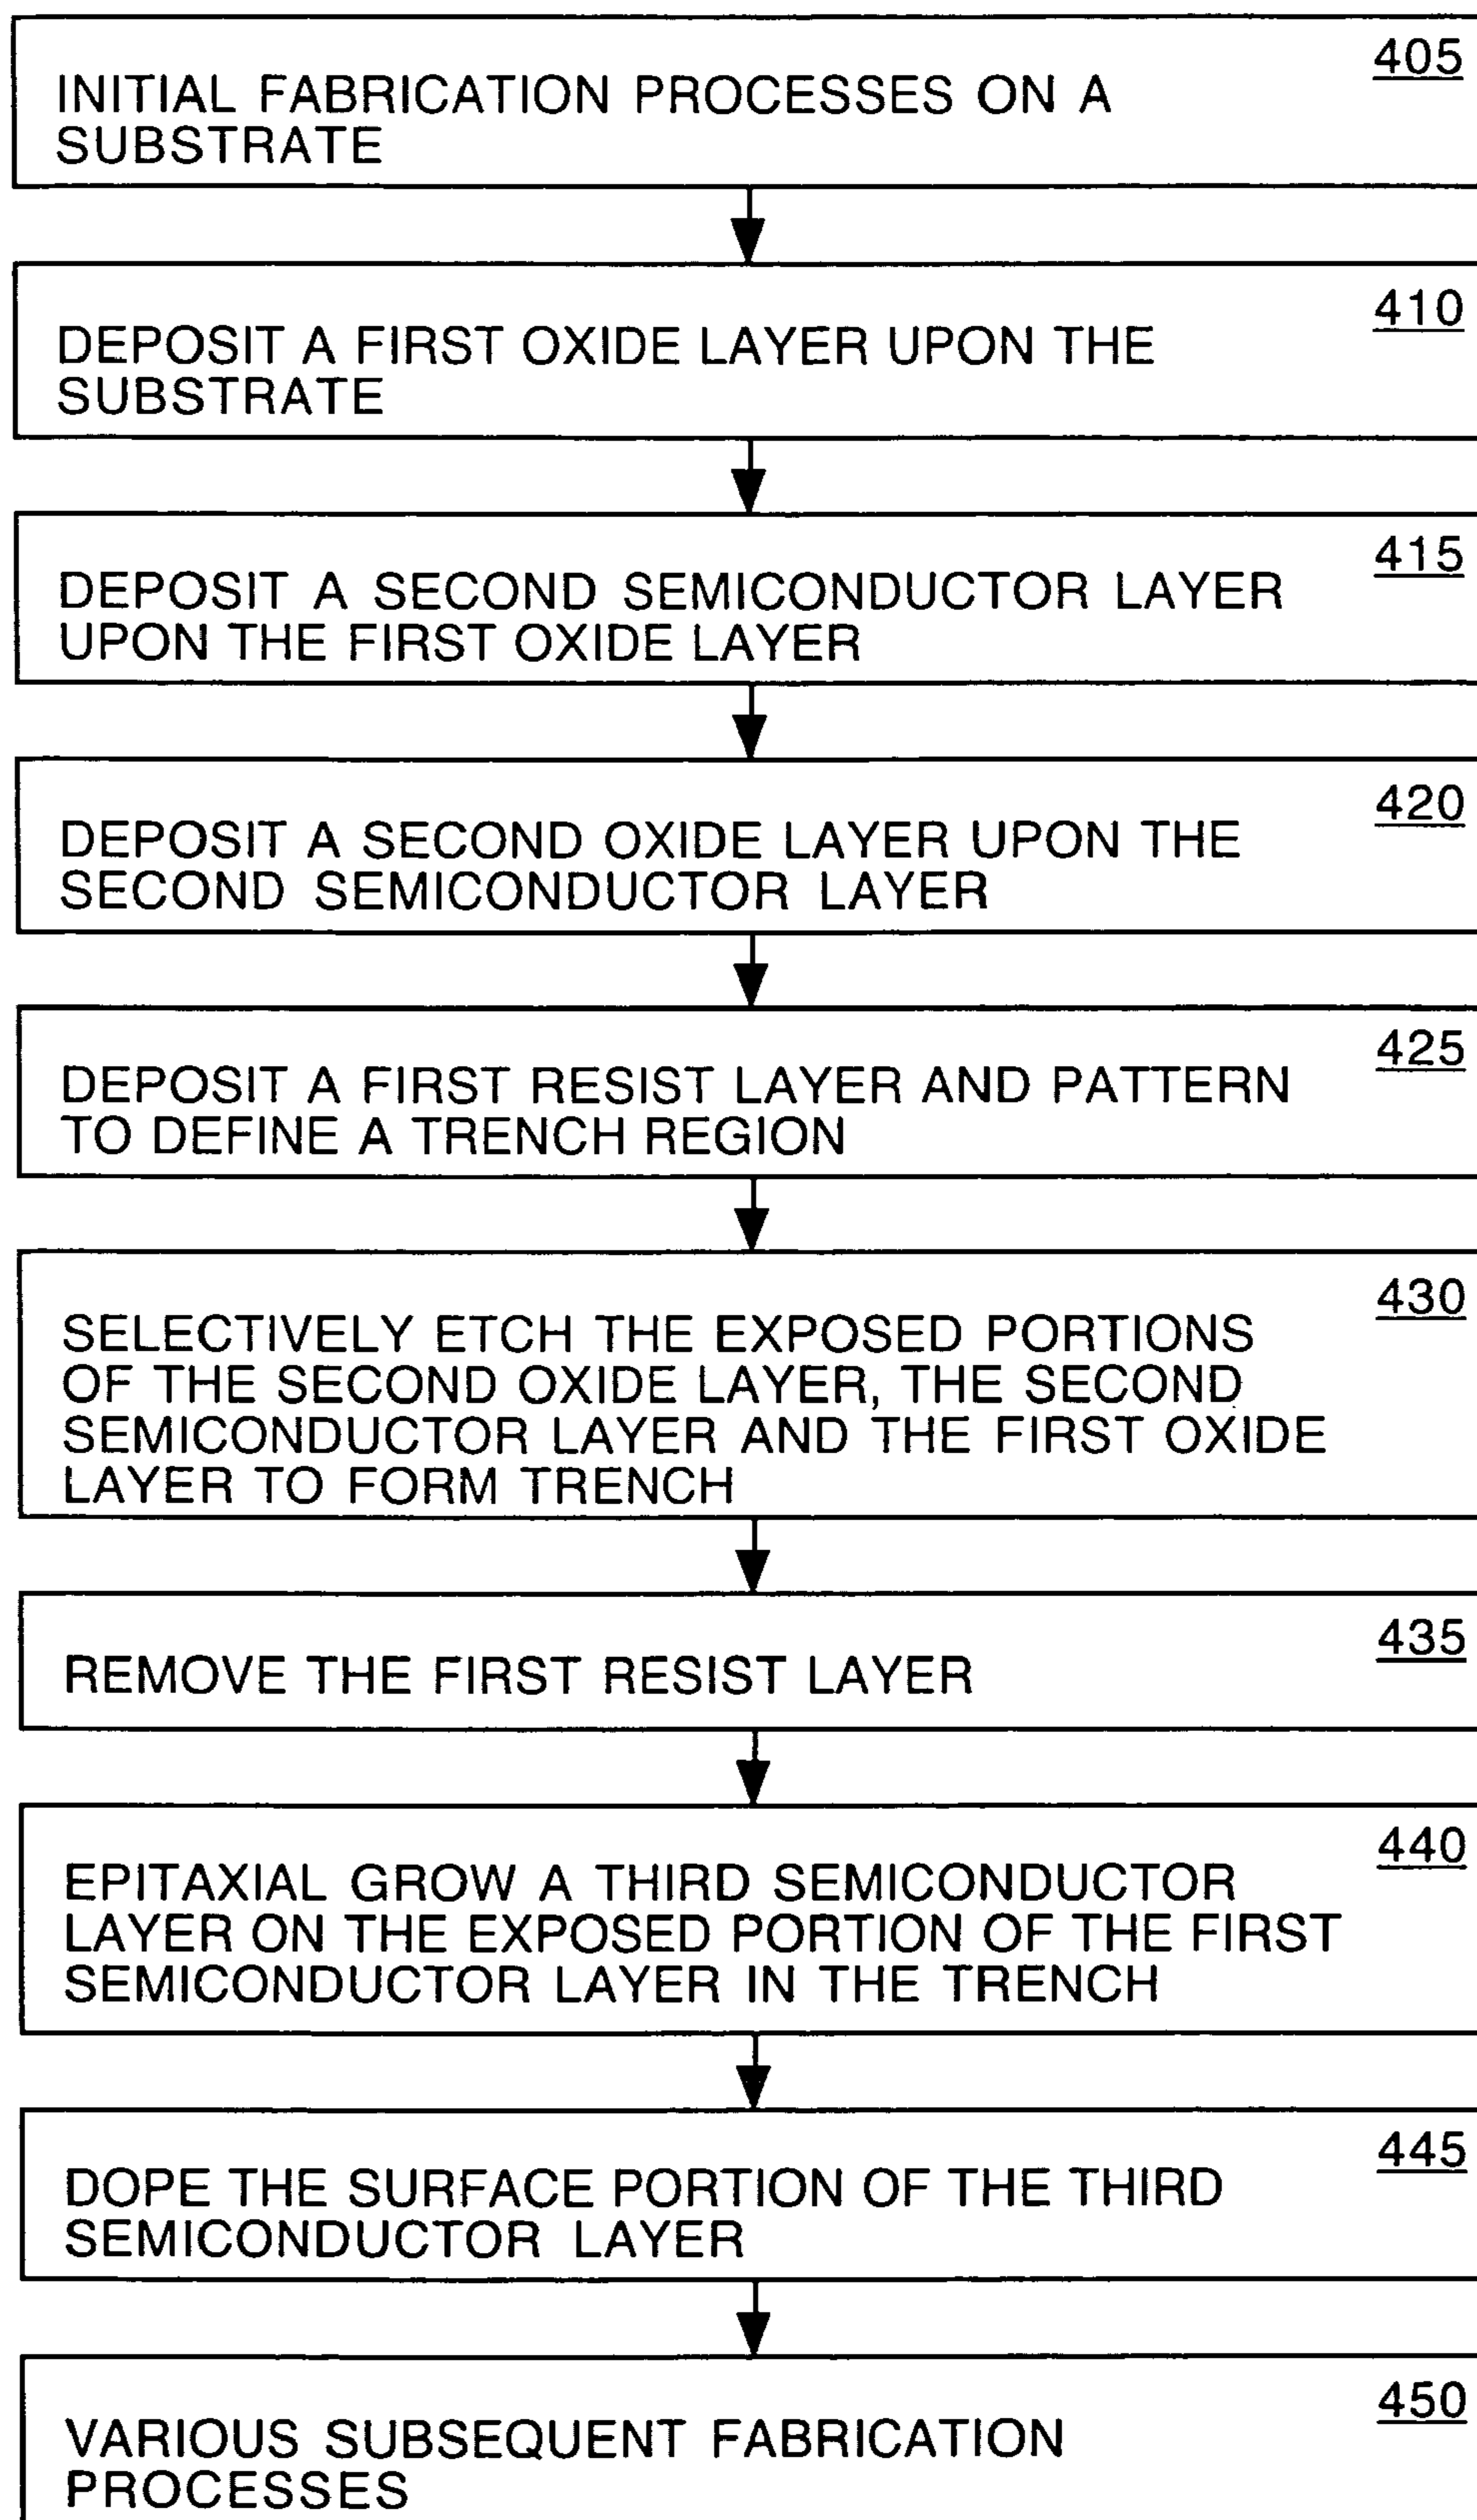 405
INITIAL FABRICATION PROCESSES ON A
SUBSTRATE
410
DEPOSIT A FIRST OXIDE LAYER UPON THE
SUBSTRATE
415
DEPOSIT A SECOND SEMICONDUCTOR LAYER
UPON THE FIRST OXIDE LAYER
420
DEPOSIT A SECOND OXIDE LAYER UPON THE
SECOND SEMICONDUCTOR LAYER
425
DEPOSIT A FIRST RESIST LAYER AND PATTERN
TO DEFINE A TRENCH REGION
430
SELECTIVELY ETCH THE EXPOSED PORTIONS
OF THE SECOND OXIDE LAYER, THE SECOND
SEMICONDUCTOR LAYER AND THE FIRST OXIDE
LAYER TO FORM TRENCH
435
REMOVE THE FIRST RESIST LAYER
440
EPITAXIAL GROW A THIRD SEMICONDUCTOR
LAYER ON THE EXPOSED PORTION OF THE FIRST
SEMICONDUCTOR LAYER IN THE TRENCH
445
DOPE THE SURFACE PORTION OF THE THIRD
SEMICONDUCTOR LAYER
450
VARIOUS SUBSEQUENT FABRICATION
PROCESSES